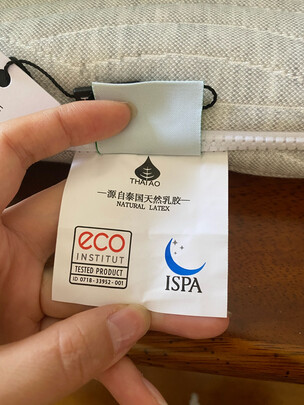 THAIAO
—源自泰国天然乳胶—
NATURAL LATEX
eco
INSTITUT
TESTED PRODUCT
ID 0718-33952-001
ISPA